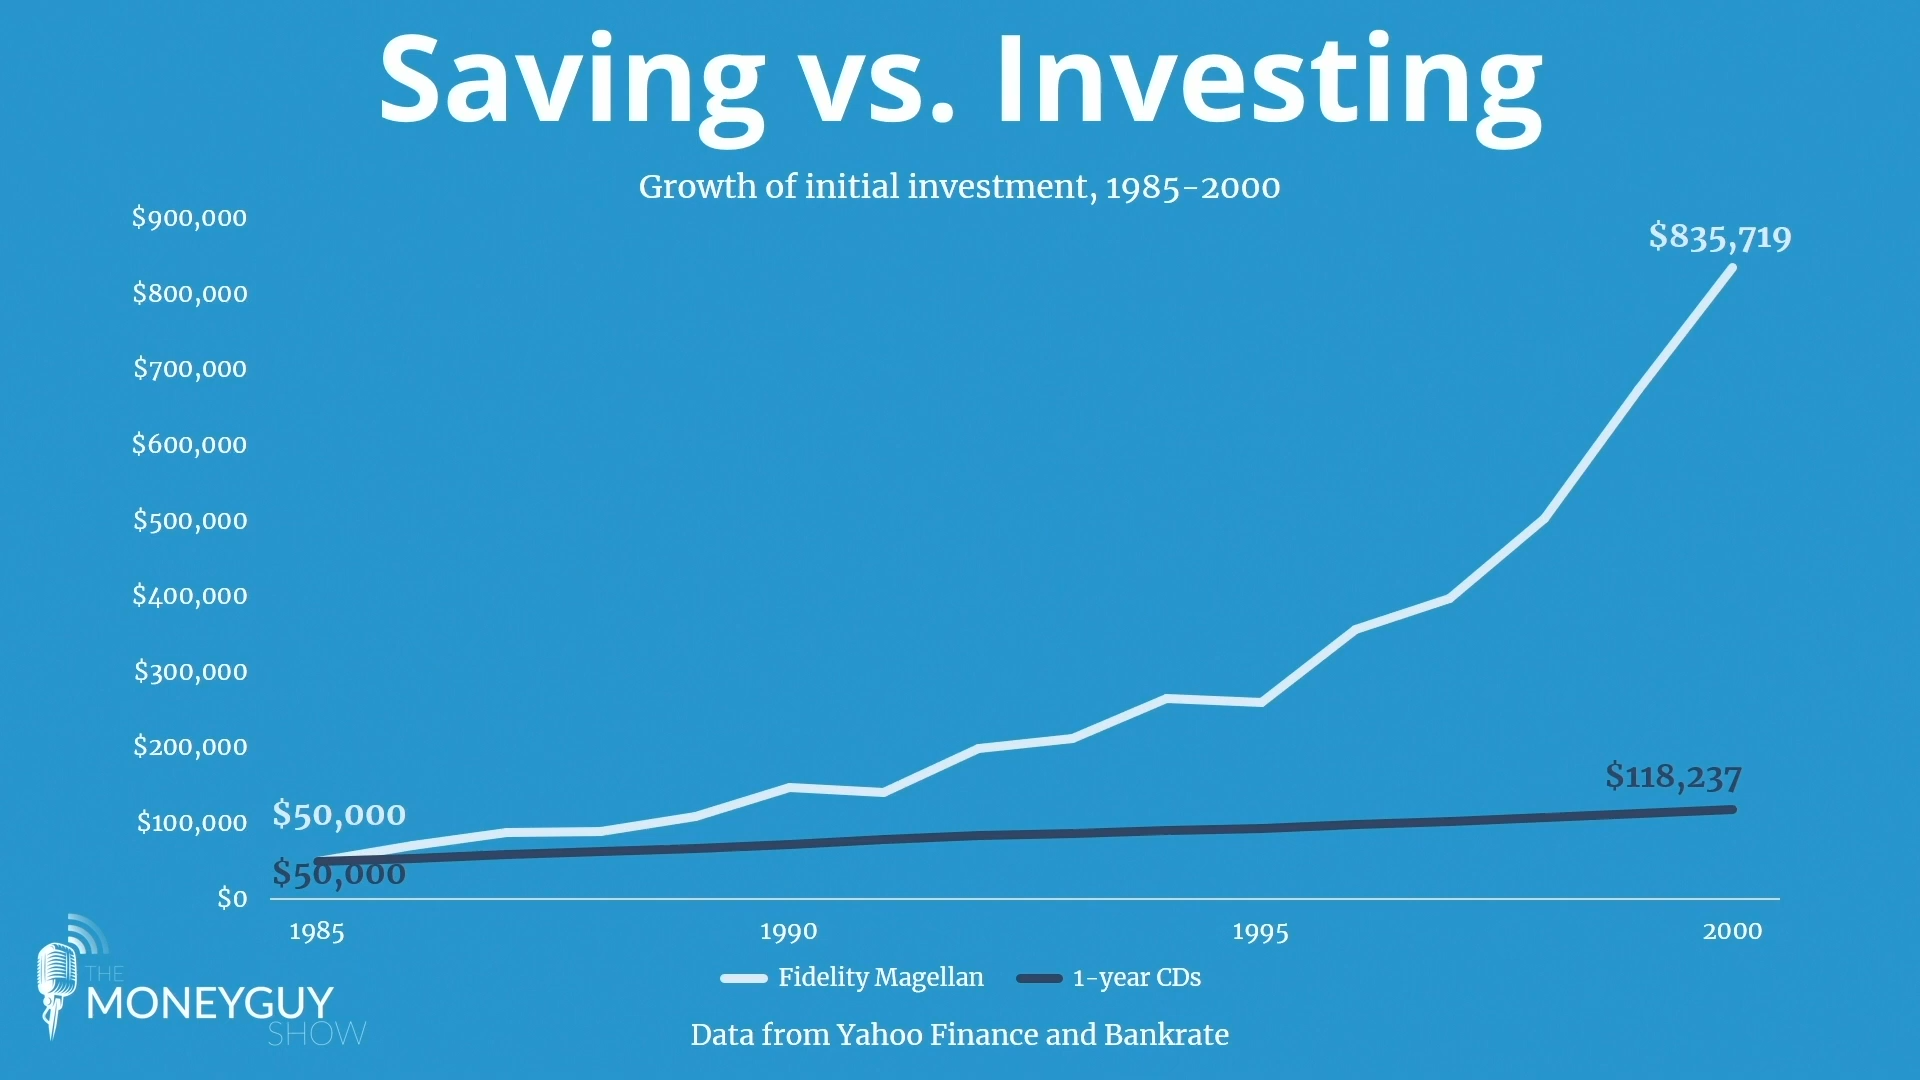 Saving vs. Investing
Growth of initial investment, 1985-2000
$900,000
$800,000
$700,000
$600,000
$500,000
$400,000
$300,000
$200,000
$100,000
$0
$835,719
$118,237
$50,000
$50,000
1985 1990 1995 2000
Fidelity Magellan 1-year CDs
THE
MONEYGUY
SHOW
Data from Yahoo Finance and Bankrate